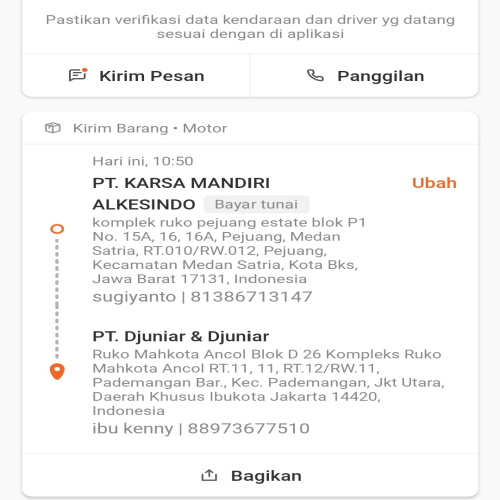 Pastikan verifikasi data kendaraan dan driver yg datang
sesuai dengan di aplikasi
Kirim Pesan
Panggilan
Kirim Barang • Motor
Hari ini, 10:50
PT. KARSA MANDIRI
Ubah
ALKESINDO Bayar tunai
komplek ruko pejuang estate blok P1
No. 15A, 16, 16A, Pejuang, Medan
Satria, RT.010/RW.012, Pejuang,
Kecamatan Medan Satria, Kota Bks,
Jawa Barat 17131, Indonesia
sugiyanto | 81386713147
PT. Djuniar & Djuniar
Ruko Mahkota Ancol Blok D 26 Kompleks Ruko
Mahkota Ancol RT.11, 11, RT.12/RW.11,
Pademangan Bar., Kec. Pademangan, Jkt Utara,
Daerah Khusus Ibukota Jakarta 14420,
Indonesia
ibu kenny | 88973677510
Bagikan